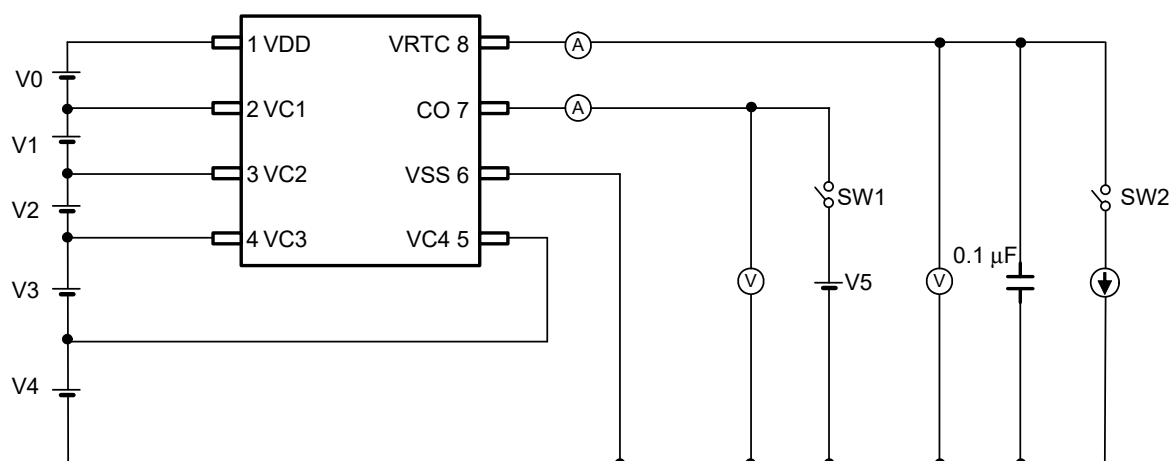 1 VDD
VRTC 8
A
V0
2 VC1
CO 7
A
V1
3 VC2
VSS 6
SW1
SW2
V2
4 VC3
VC4 5
0.1 μF
V3
V
V5
V
V4